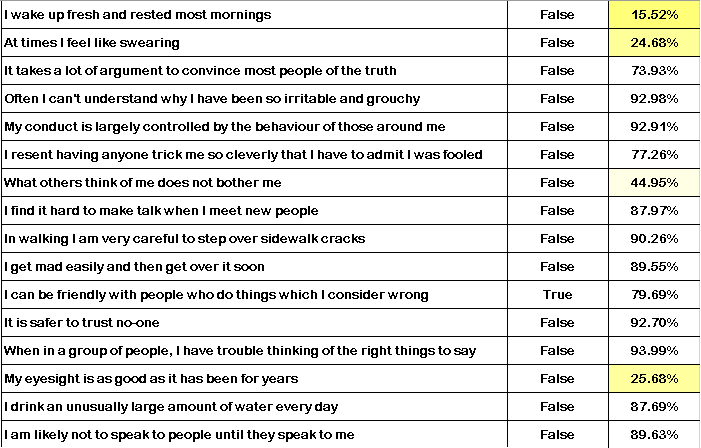 I wake up fresh and rested most mornings False 15.52%
At times I feel like swearing False 24.68%
It takes a lot of argument to convince most people of the truth False 73.93%
Often I can't understand why I have been so irritable and grouchy False 92.98%
My conduct is largely controlled by the behaviour of those around me False 92.91%
I resent having anyone trick me so cleverly that I have to admit I was fooled False 77.26%
What others think of me does not bother me False 44.95%
I find it hard to make talk when I meet new people False 87.97%
In walking I am very careful to step over sidewalk cracks False 90.26%
I get mad easily and then get over it soon False 89.55%
I can be friendly with people who do things which I consider wrong True 79.69%
It is safer to trust no-one False 92.70%
When in a group of people, I have trouble thinking of the right things to say False 93.99%
My eyesight is as good as it has been for years False 25.68%
I drink an unusually large amount of water every day False 87.69%
I am likely not to speak to people until they speak to me False 89.63%